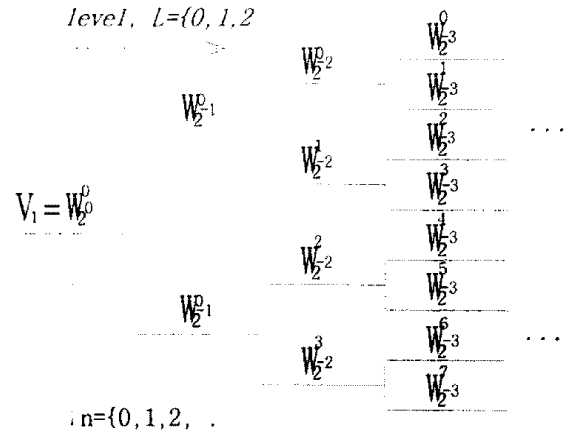 level, L={0,1,2
W_{2^{-3}}^{0}
W_{2^{-2}}^{0}
W_{2^{-3}}^{1}
W_{2^{-1}}^{0}
W_{2^{-3}}^{2} ...
W_{2^{-2}}^{1}
W_{2^{-3}}^{3}
V_1 = W_{2^0}^{0}
W_{2^{-3}}^{4}
W_{2^{-2}}^{2}
W_{2^{-3}}^{5}
W_{2^{-1}}^{0}
W_{2^{-3}}^{6} ...
W_{2^{-2}}^{3}
W_{2^{-3}}^{7}
n={0,1,2, .